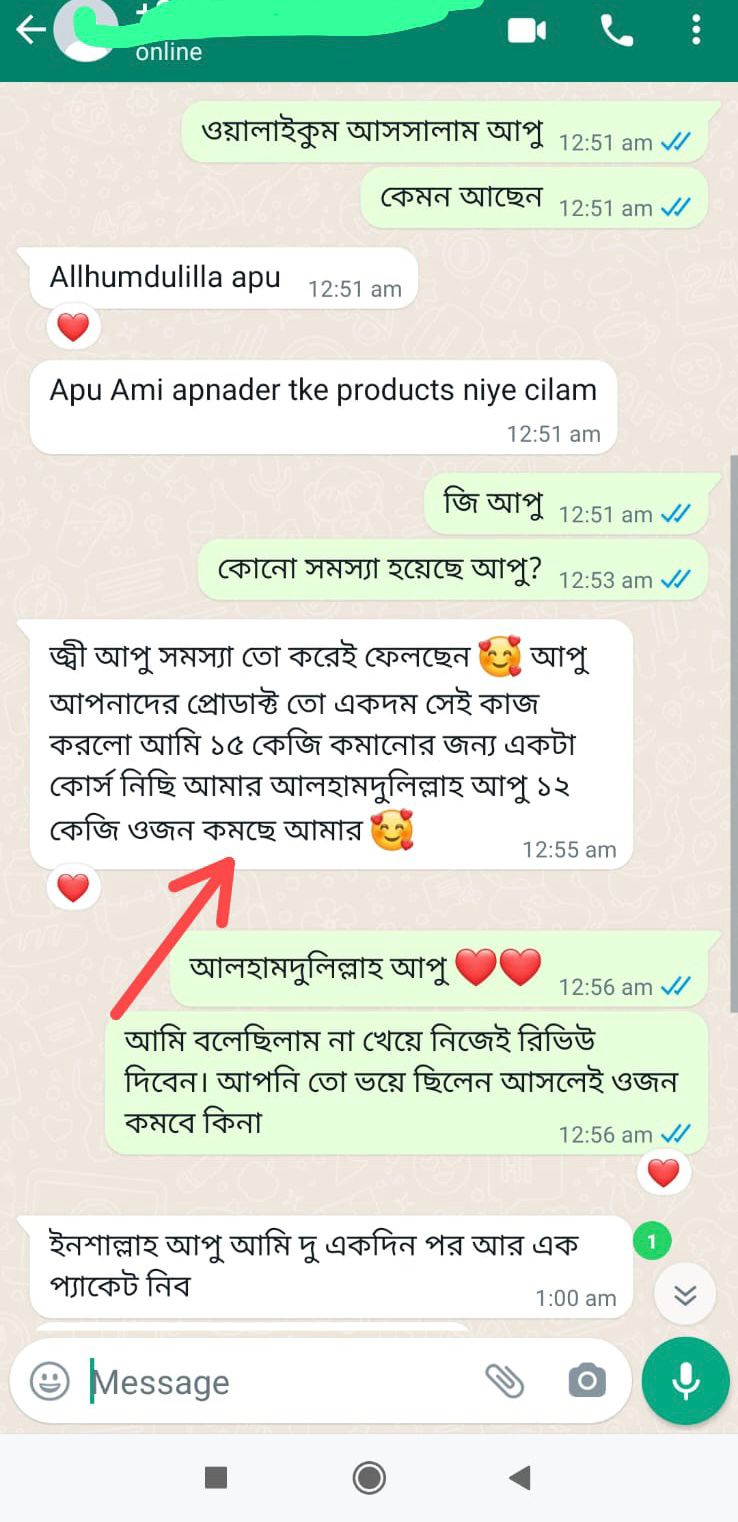 online
ওয়ালাইকুম আসসালাম আপু 12:51 am
কেমন আছেন 12:51 am
Allhumdulilla apu 12:51 am
Apu Ami apnader tke products niye cilam
12:51 am
জি আপু 12:51 am
কোনো সমস্যা হয়েছে আপু? 12:53 am
জ্বী আপু সমস্যা তো করেই ফেলছেন 🥰 আপু
আপনাদের প্রোডাক্ট তো একদম সেই কাজ
করলো আমি ১৫ কেজি কমানোর জন্য একটা
কোর্স নিছি আমার আলহামদুলিল্লাহ আপু ১২
কেজি ওজন কমছে আমার 🥰
12:55 am
আলহামদুলিল্লাহ আপু ❤️❤️ 12:56 am
আমি বলেছিলাম না খেয়ে নিজেই রিভিউ
দিবেন। আপনি তো ভয়ে ছিলেন আসলেই ওজন
কমবে কিনা 12:56 am
ইনশাল্লাহ আপু আমি দু একদিন পর আর এক
প্যাকেট নিব 1:00 am
1
Message